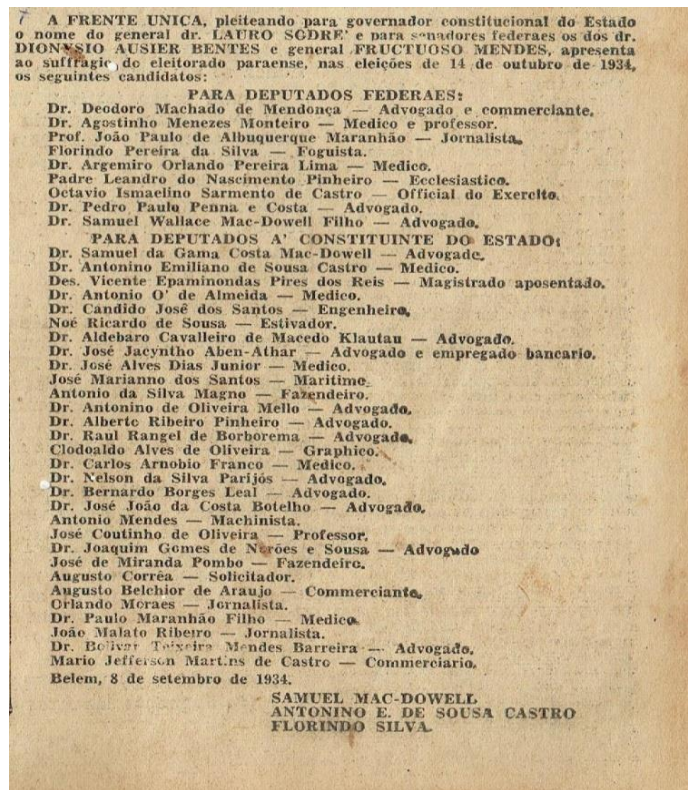 A FRENTE UNICA, pleiteando para governador constitucional do Estado
o nome do general dr. LAURO SODRE' e para senadores federaes os dos dr.
DIONYSIO AUSIER BENTES e general FRUCTUOSO MENDES, apresenta
ao suffragio do eleitorado paraense, nas eleições de 14 de outubro de 1934,
os seguintes candidatos:
PARA DEPUTADOS FEDERAES:
Dr. Deodoro Machado de Mendonça — Advogado e commerciante.
Dr. Agostinho Menezes Monteiro — Medico e professor.
Prof. João Paulo de Albuquerque Maranhão — Jornalista.
Florindo Pereira da Silva — Foguista.
Dr. Argemiro Orlando Pereira Lima — Medico.
Padre Leandro do Nascimento Pinheiro — Ecclesiastico.
Octavio Ismaelino Sarmento de Castro — Official do Exercito.
Dr. Pedro Paulo Penna e Costa — Advogado.
Dr. Samuel Wallace Mac-Dowell Filho — Advogado.
PARA DEPUTADOS A' CONSTITUINTE DO ESTADO:
Dr. Samuel da Gama Costa Mac-Dowell — Advogado.
Dr. Antonino Emiliano de Sousa Castro — Medico.
Des. Vicente Epaminondas Pires dos Reis — Magistrado aposentado.
Dr. Antonio O' de Almeida — Medico.
Dr. Candido José dos Santos — Engenheiro.
Noé Ricardo de Sousa — Estivador.
Dr. Aldebaro Cavalleiro de Macedo Klautau — Advogado.
Dr. José Jacyntho Aben-Athar — Advogado e empregado bancario.
Dr. José Alves Dias Junior — Medico.
José Marianno dos Santos — Maritimo.
Antonio da Silva Magno — Fazendeiro.
Dr. Antonino de Oliveira Mello — Advogado.
Dr. Alberto Ribeiro Pinheiro — Advogado.
Dr. Raul Rangel de Borborema — Advogado.
Clodoaldo Alves de Oliveira — Graphico.
Dr. Carlos Arnobio Franco — Medico.
Dr. Nelson da Silva Parijós — Advogado.
Dr. Bernardo Borges Leal — Advogado.
Dr. José João da Costa Botelho — Advogado.
Antonio Mendes — Machinista.
José Coutinho de Oliveira — Professor.
Dr. Joaquim Gomes de Norões e Sousa — Advogado
José de Miranda Pombo — Fazendeiro.
Augusto Corrêa — Solicitador.
Augusto Belchior de Araujo — Commerciante.
Orlando Moraes — Jornalista.
Dr. Paulo Maranhão Filho — Medico.
João Malato Ribeiro — Jornalista.
Dr. Bolivar Teixeira Mendes Barreira — Advogado.
Mario Jefferson Martins de Castro — Commerciario.
Belem, 8 de setembro de 1934.
SAMUEL MAC-DOWELL
ANTONINO E. DE SOUSA CASTRO
FLORINDO SILVA.